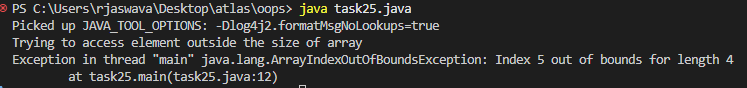 PS C:\Users\rjaswava\Desktop\atlas\oops> java task25.java
Picked up JAVA_TOOL_OPTIONS: -Dlog4j2.formatMsgNoLookups=true
Trying to access element outside the size of array
Exception in thread "main" java.lang.ArrayIndexOutOfBoundsException: Index 5 out of bounds for length 4
        at task25.main(task25.java:12)